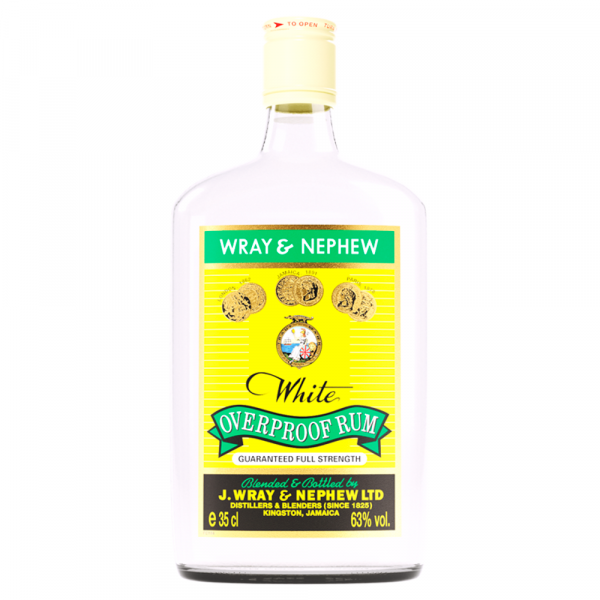 TO OPEN
WRAY & NEPHEW
JAMAICA 1891
White
OVERPROOF RUM
GUARANTEED FULL STRENGTH
Blended & Bottled by
J. WRAY & NEPHEW LTD
DISTILLERS & BLENDERS (SINCE 1825)
KINGSTON, JAMAICA
e 35 cl 63% vol.